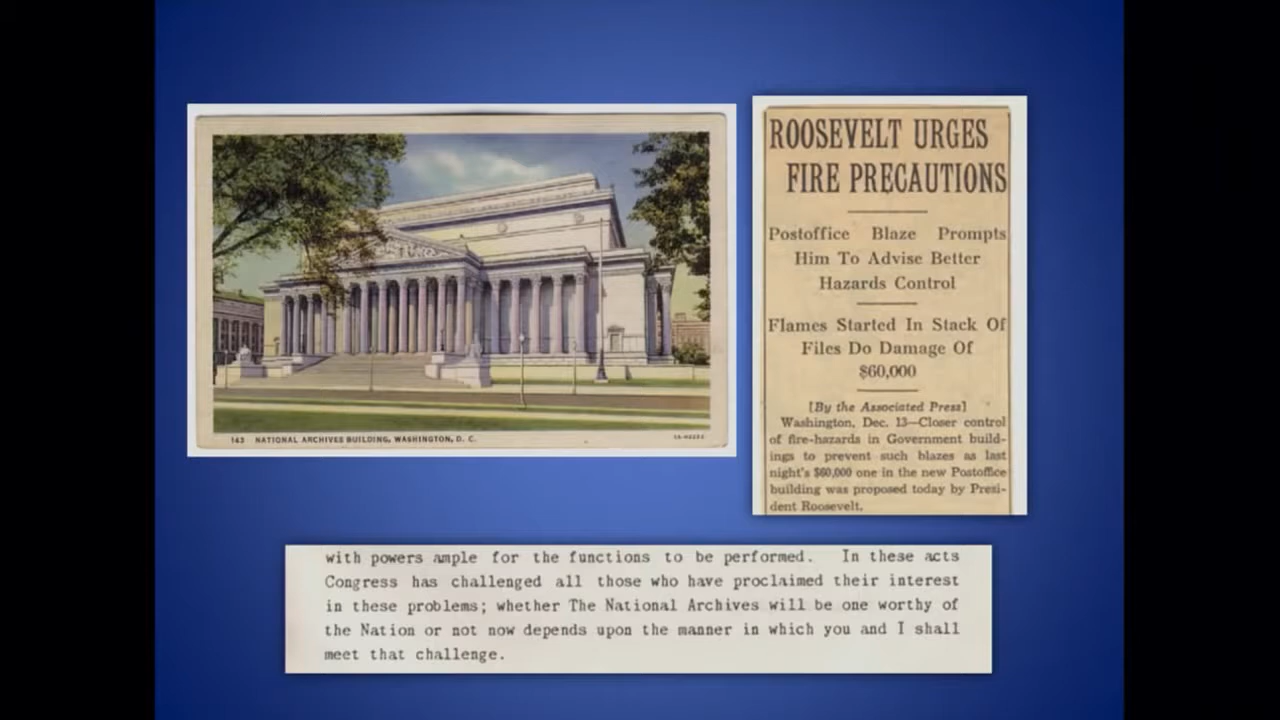 143 NATIONAL ARCHIVES BUILDING, WASHINGTON, D. C.
ROOSEVELT URGES
FIRE PRECAUTIONS
Postoffice Blaze Prompts
Him To Advise Better
Hazards Control
Flames Started In Stack Of
Files Do Damage Of
$60,000
[By the Associated Press]
Washington, Dec. 13—Closer control
of fire-hazards in Government build-
ings to prevent such blazes as last
night's $60,000 one in the new Postoffice
building was proposed today by Presi-
dent Roosevelt.
with powers ample for the functions to be performed. In these acts
Congress has challenged all those who have proclaimed their interest
in these problems; whether The National Archives will be one worthy of
the Nation or not now depends upon the manner in which you and I shall
meet that challenge.